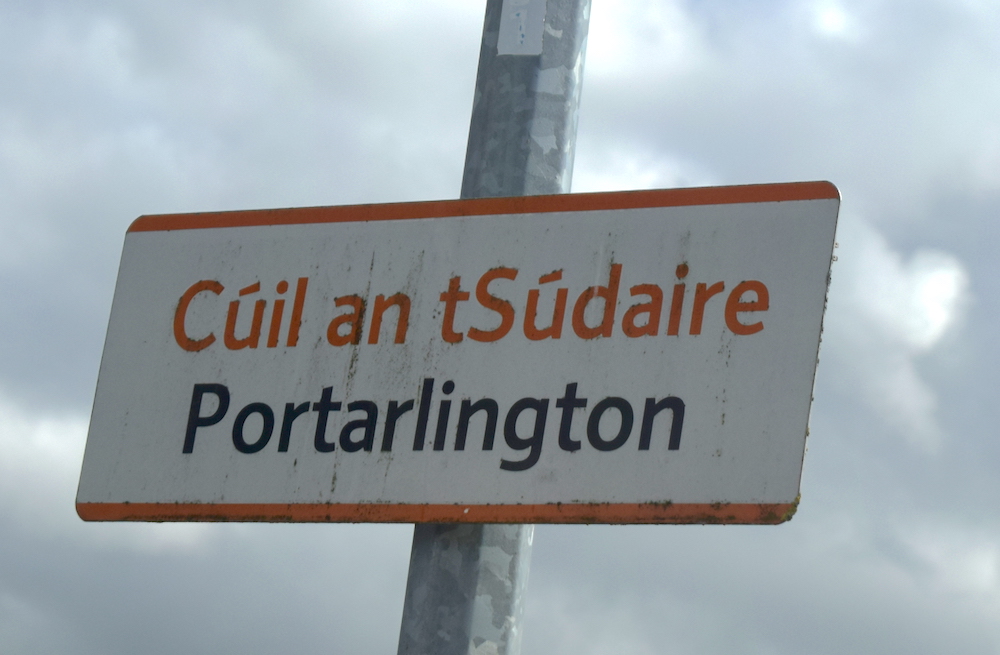 Cúil an tSúdaire
Portarlington